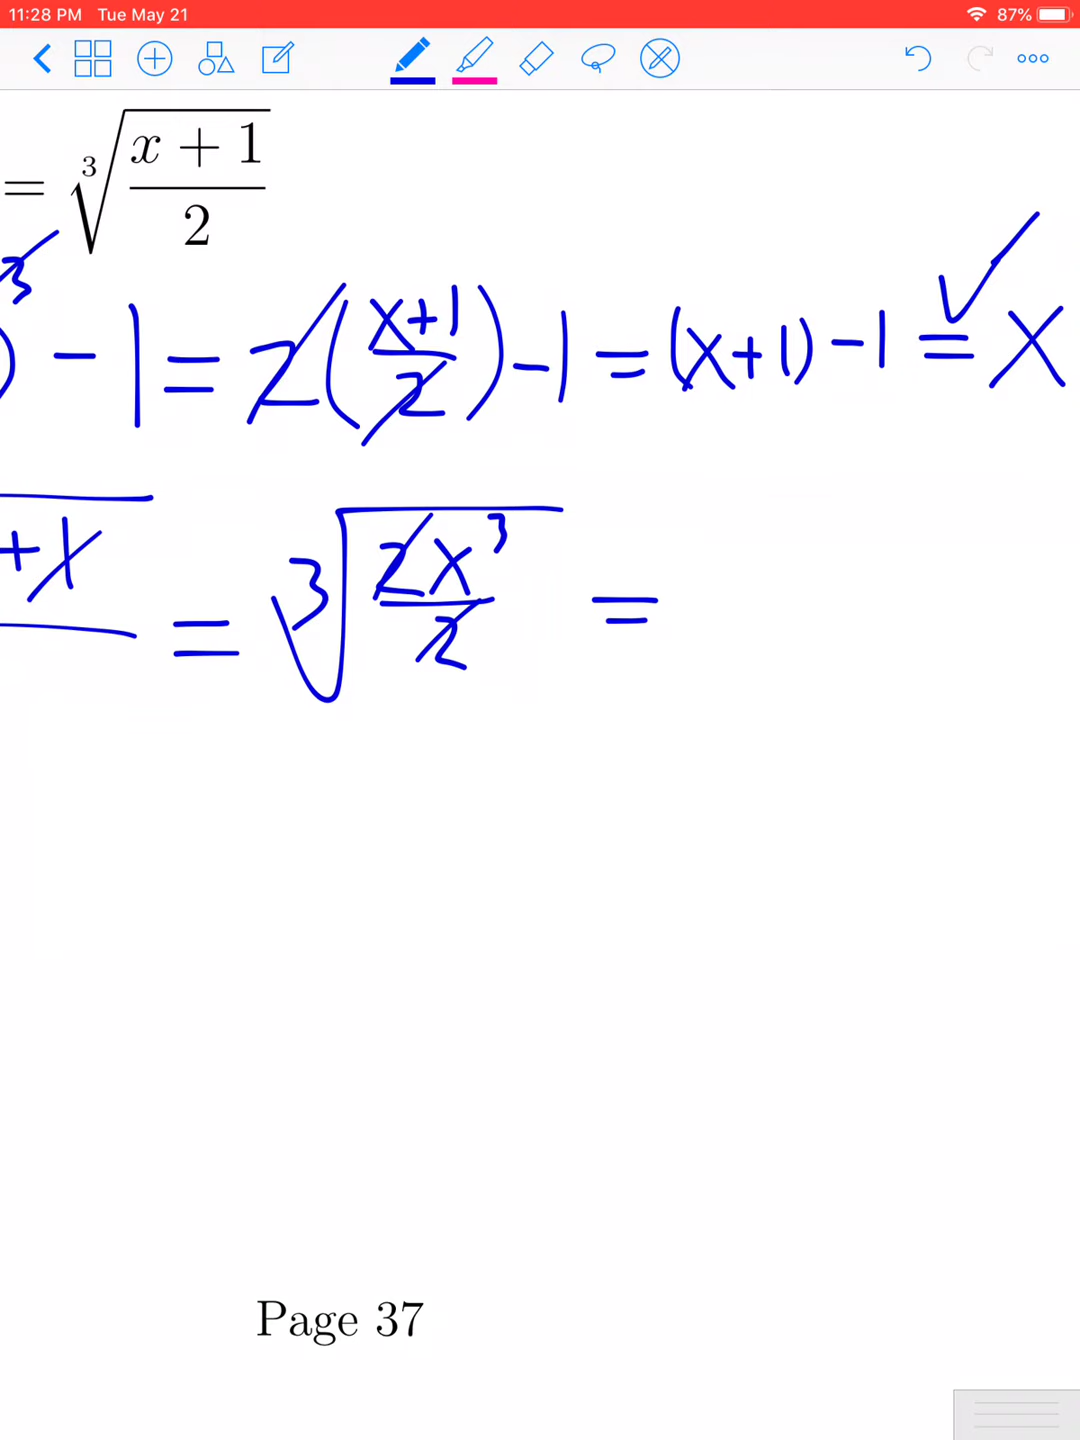 11:28 PM Tue May 21 87%
= ∛((x + 1)/2)
3
) − 1 = 2((x+1)/2) − 1 = (x+1) − 1 = x ✓
+ 1 = ∛(2x³/2) =
Page 37